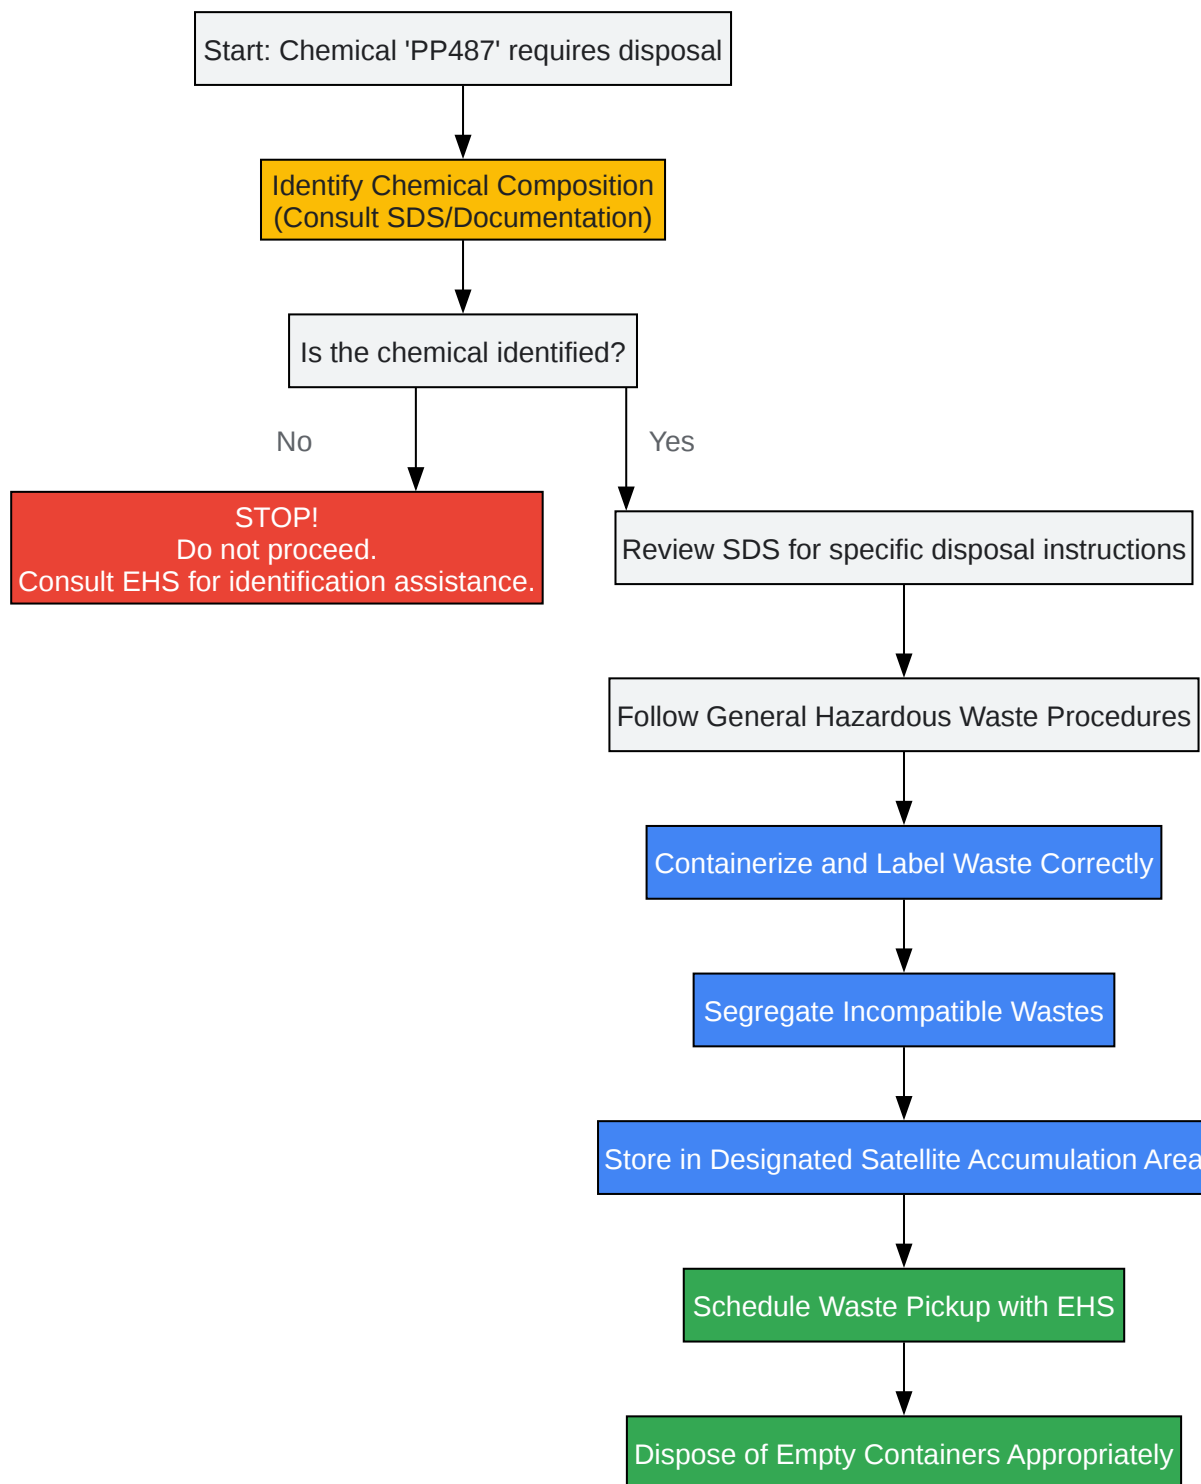 Start: Chemical 'PP487' requires disposal
Identify Chemical Composition
(Consult SDS/Documentation)
Is the chemical identified?
No
Yes
STOP!
Do not proceed.
Consult EHS for identification assistance.
Review SDS for specific disposal instructions
Follow General Hazardous Waste Procedures
Containerize and Label Waste Correctly
Segregate Incompatible Wastes
Store in Designated Satellite Accumulation Area
Schedule Waste Pickup with EHS
Dispose of Empty Containers Appropriately